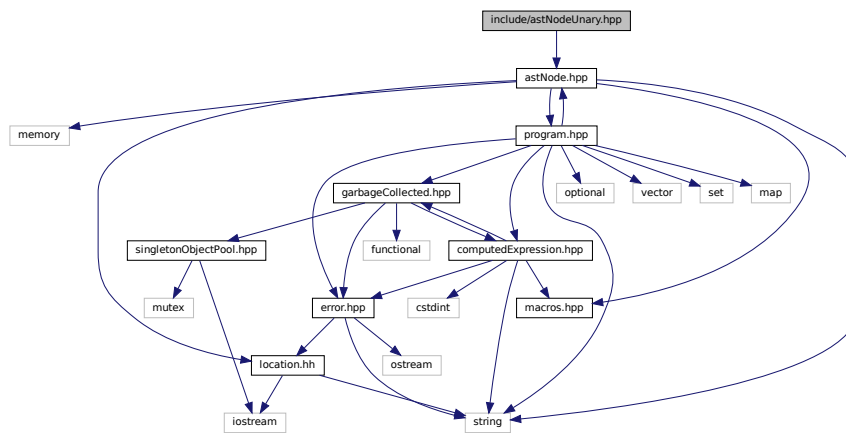 include/astNodeUnary.hpp
astNode.hpp
memory
program.hpp
garbageCollected.hpp
optional
vector
set
map
singletonObjectPool.hpp
functional
computedExpression.hpp
mutex
error.hpp
cstdint
macros.hpp
location.hh
ostream
iostream
string